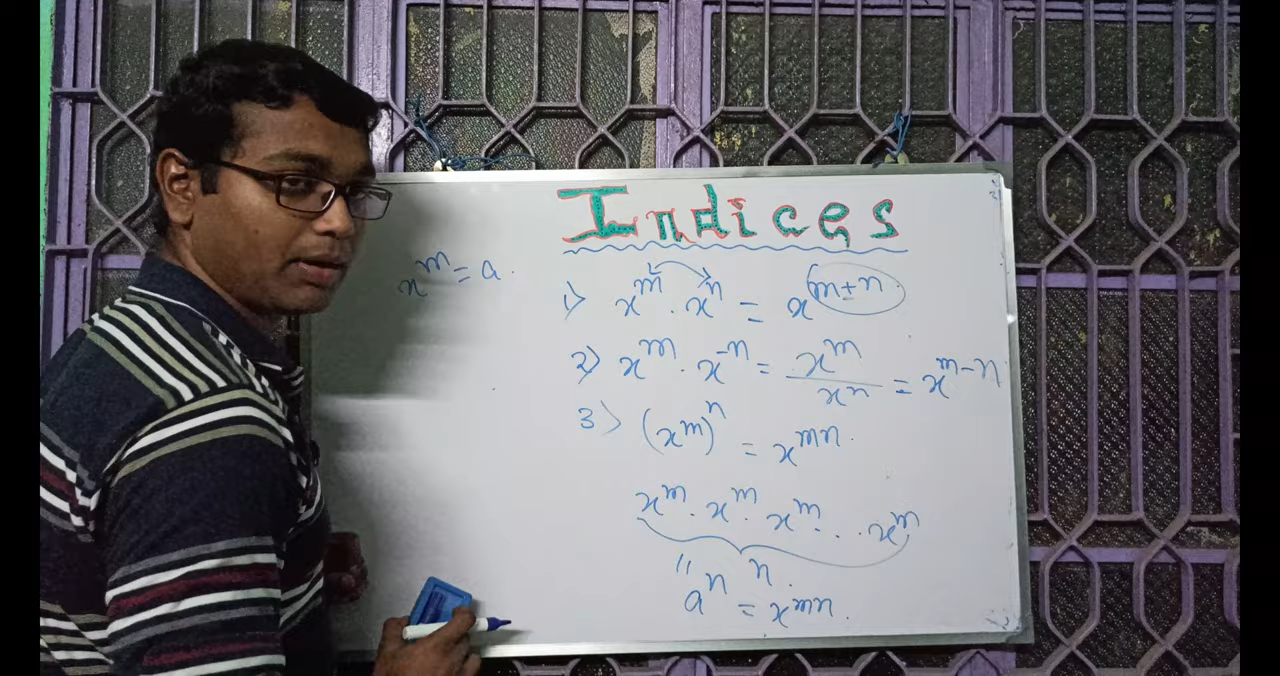 Indices
x^m = a.
1) x^m . x^n = x^(m±n
2) x^m . x^-n = x^m / x^n = x^m-n
3) (x^m)^n = x^mn.
x^m . x^m . x^m . . . x^m
n.
" a^n = x^mn.